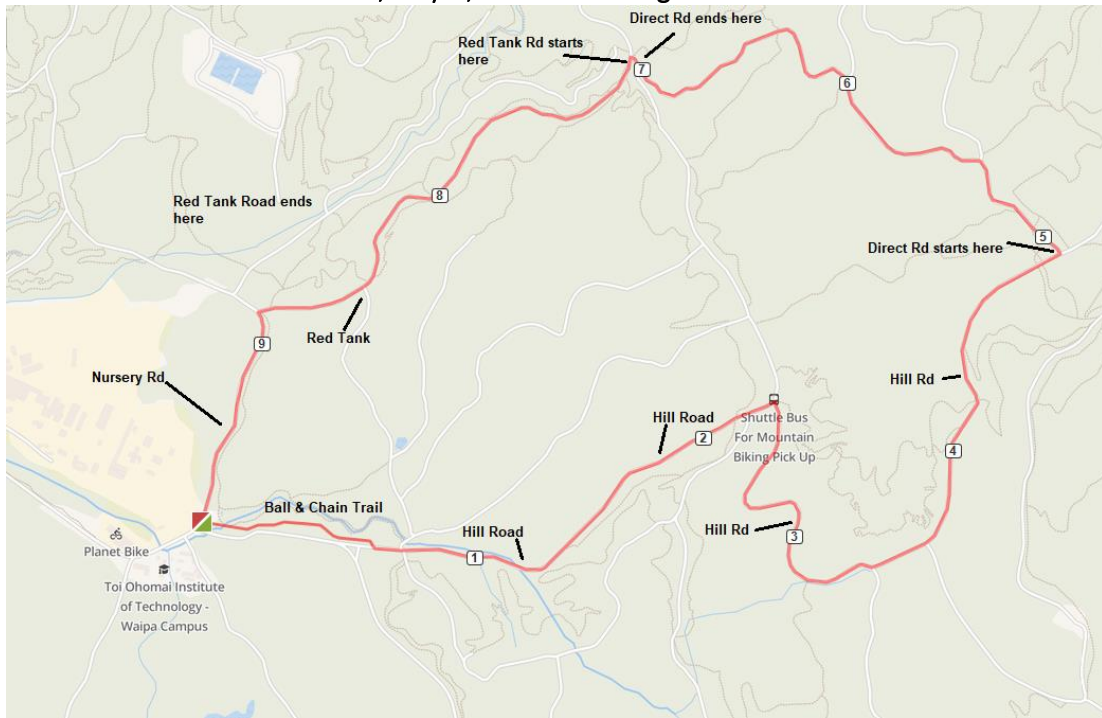 Direct Rd ends here
Red Tank Rd starts
here
7
6
8
Red Tank Road ends
here
5
Direct Rd starts here
Red Tank
9
Nursery Rd
Hill Rd
Hill Road
2
Shuttle Bus
For Mountain
Biking Pick Up
4
Ball & Chain Trail
Hill Road
Hill Rd
3
1
Planet Bike
Toi Ohomai Institute
of Technology -
Waipa Campus